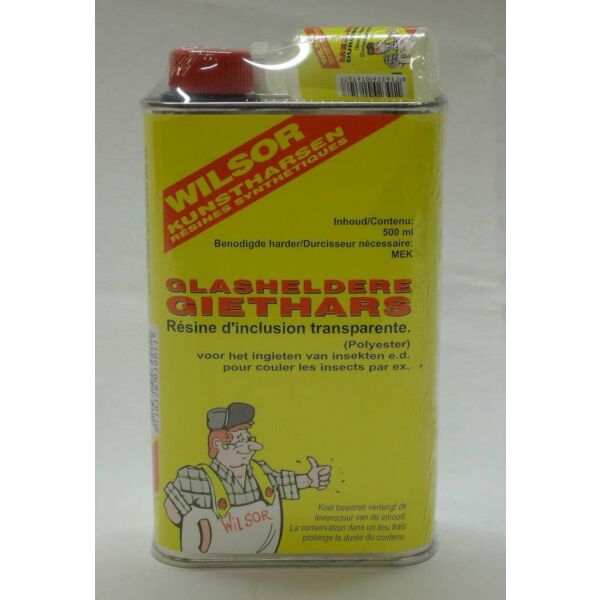 WILSOR
KUNSTHARSEN
RÉSINES SYNTHÉTIQUES
Inhoud/Contenu:
500 ml
Benodigde harder/Durcisseur nécessaire:
MEK
GLASHELDERE
GIETHARS
Résine d'inclusion transparente.
(Polyester)
voor het ingieten van insekten e.d.
pour couler les insects par ex.
WILSOR
Koel bewaren verlengt de
levensduur van de inhoud.
La conservation dans un lieu frais
prolonge la durée du contenu.